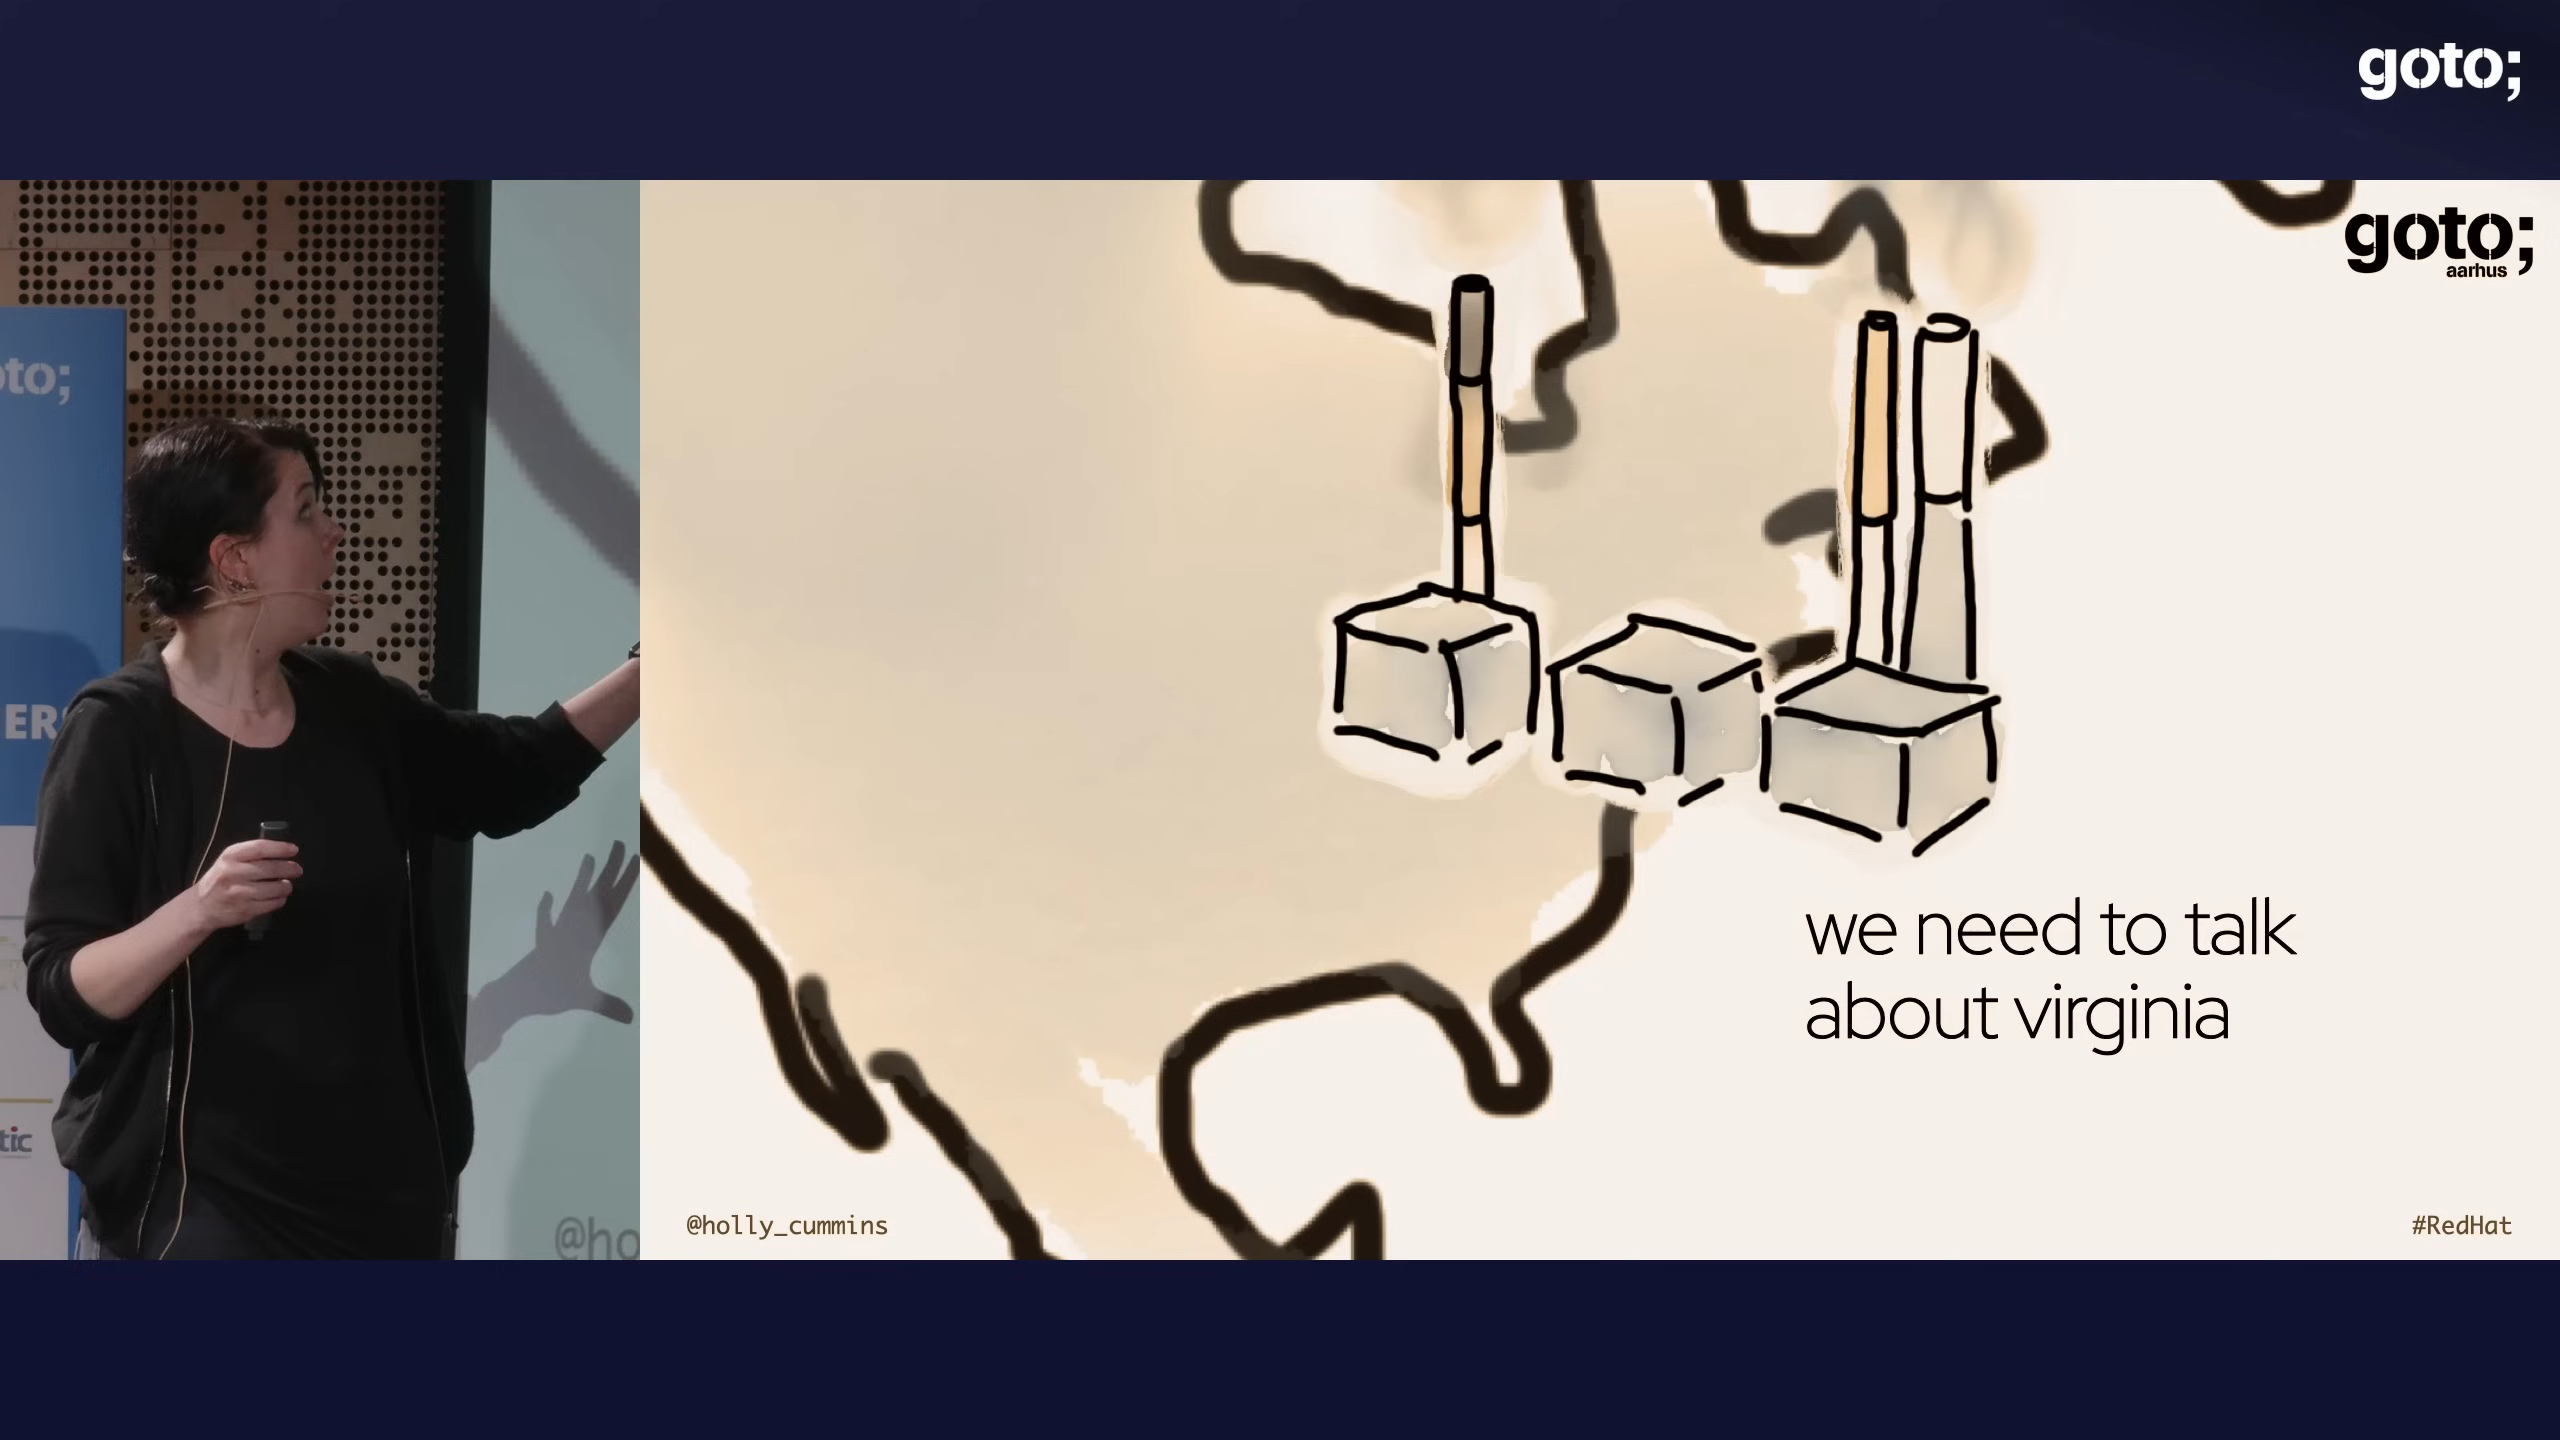 goto;
goto;
aarhus
oto;
ER
tic
we need to talk
about virginia
@ho
@holly_cummins
#RedHat